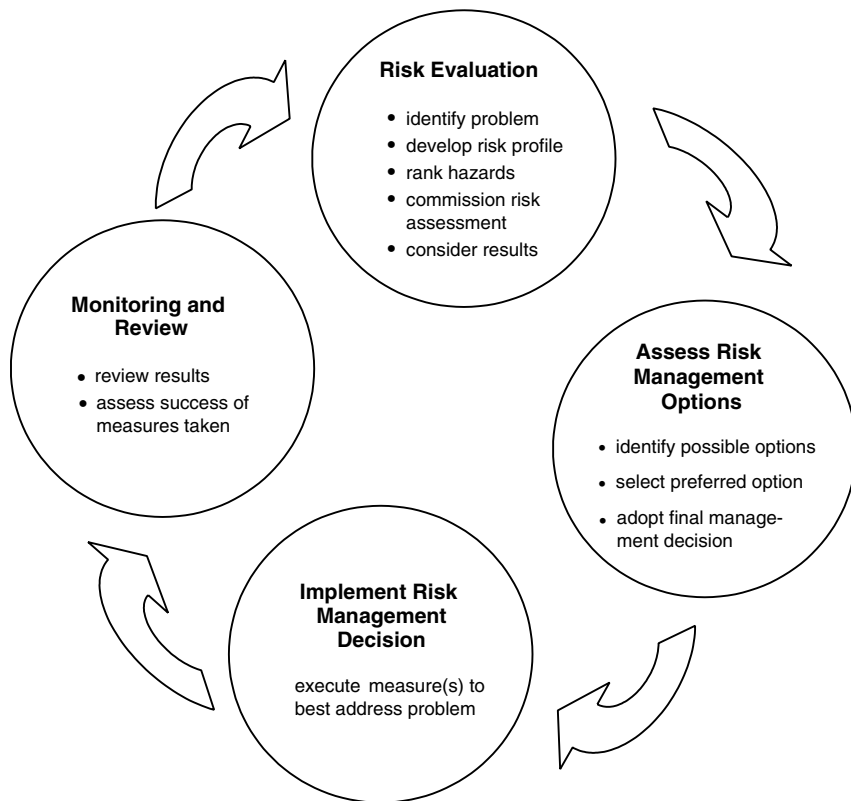 Risk Evaluation
• identify problem
• develop risk profile
• rank hazards
• commission risk
assessment
• consider results
Assess Risk
Management
Options
• identify possible options
• select preferred option
• adopt final manage-
ment decision
Implement Risk
Management
Decision
execute measure(s) to
best address problem
Monitoring and
Review
• review results
• assess success of
measures taken